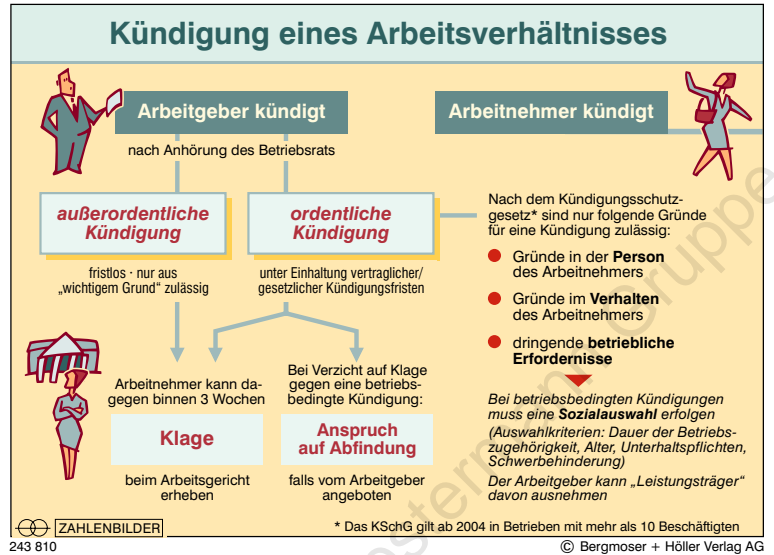 Kündigung eines Arbeitsverhältnisses
Arbeitgeber kündigt
Arbeitnehmer kündigt
nach Anhörung des Betriebsrats
außerordentliche
Kündigung
fristlos · nur aus
„wichtigem Grund“ zulässig
ordentliche
Kündigung
unter Einhaltung vertraglicher/
gesetzlicher Kündigungsfristen
Nach dem Kündigungsschutz-
gesetz* sind nur folgende Gründe
für eine Kündigung zulässig:
Gründe in der Person
des Arbeitnehmers
Gründe im Verhalten
des Arbeitnehmers
dringende betriebliche
Erfordernisse
Bei betriebsbedingten Kündigungen
muss eine Sozialauswahl erfolgen
(Auswahlkriterien: Dauer der Betriebs-
zugehörigkeit, Alter, Unterhaltspflichten,
Schwerbehinderung)
Der Arbeitgeber kann „Leistungsträger“
davon ausnehmen
Arbeitnehmer kann da-
gegen binnen 3 Wochen
Klage
beim Arbeitsgericht
erheben
Bei Verzicht auf Klage
gegen eine betriebs-
bedingte Kündigung:
Anspruch
auf Abfindung
falls vom Arbeitgeber
angeboten
ZAHLENBILDER
* Das KSchG gilt ab 2004 in Betrieben mit mehr als 10 Beschäftigten
243 810
© Bergmoser + Höller Verlag AG
Gruppe